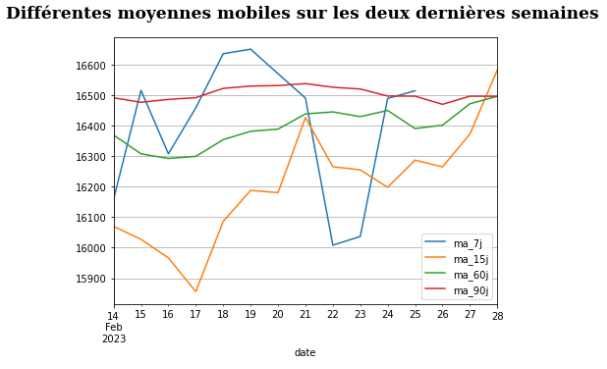 Différentes moyennes mobiles sur les deux dernières semaines
16600
16500
16400
16300
16200
16100
16000
15900
ma_7j
ma_15j
ma_60j
ma_90j
14 15 16 17 18 19 20 21 22 23 24 25 26 27 28
Feb
2023
date